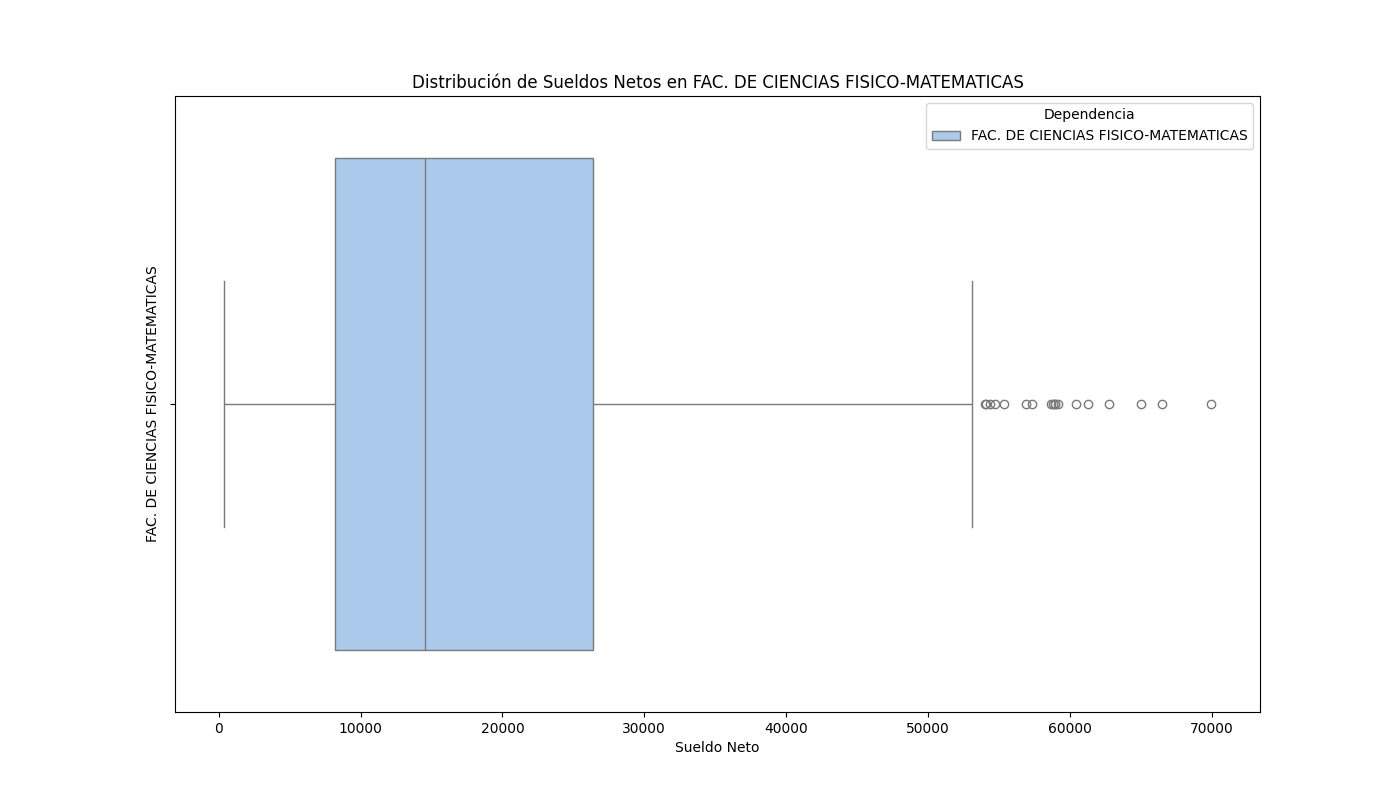 Distribución de Sueldos Netos en FAC. DE CIENCIAS FISICO-MATEMATICAS
Dependencia
FAC. DE CIENCIAS FISICO-MATEMATICAS
FAC. DE CIENCIAS FISICO-MATEMATICAS
0 10000 20000 30000 40000 50000 60000 70000
Sueldo Neto